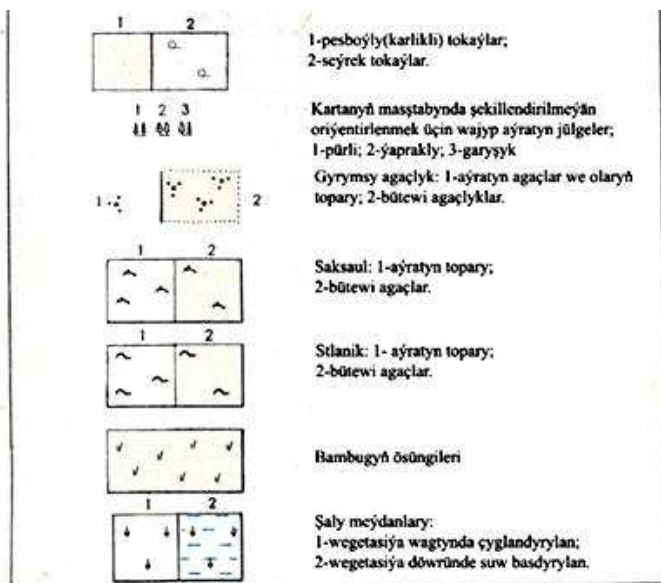 1 2
1-pesboýly(karlikli) tokaýlar;
2-seýrek tokaýlar.
1 2 3
Kartanyň masştabynda şekillendirilmeýän
oriýentirlenmek üçin wajyp aýratyn jülgeler;
1-pürli; 2-ýaprakly; 3-garyşyk
1 2
Gyrymsy agaçlyk: 1-aýratyn agaçlar we olaryň
topary; 2-bütewi agaçlyklar.
1 2
Saksaul: 1-aýratyn topary;
2-bütewi agaçlar.
1 2
Stlanik: 1- aýratyn topary;
2-bütewi agaçlar.
Bambugyň ösüngileri
1 2
Şaly meýdanlary:
1-wegetasiýa wagtynda çyglandyrylan;
2-wegetasiýa döwründe suw basdyrylan.